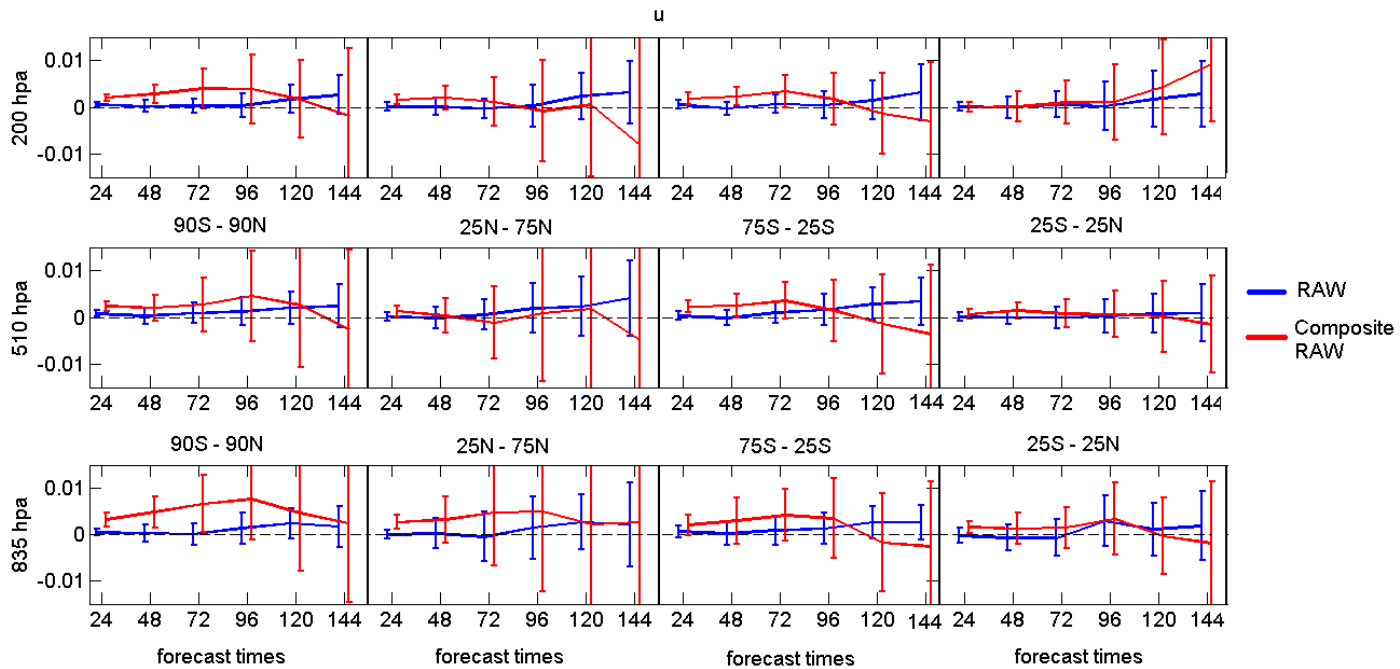 u
200 hpa
0.01
0
-0.01
24 48 72 96 120 144 24 48 72 96 120 144 24 48 72 96 120 144 24 48 72 96 120 144
90S - 90N 25N - 75N 75S - 25S 25S - 25N
510 hpa
0.01
0
-0.01
24 48 72 96 120 144 24 48 72 96 120 144 24 48 72 96 120 144 24 48 72 96 120 144
RAW
Composite
RAW
90S - 90N 25N - 75N 75S - 25S 25S - 25N
835 hpa
0.01
0
-0.01
24 48 72 96 120 144 24 48 72 96 120 144 24 48 72 96 120 144 24 48 72 96 120 144
forecast times forecast times forecast times forecast times